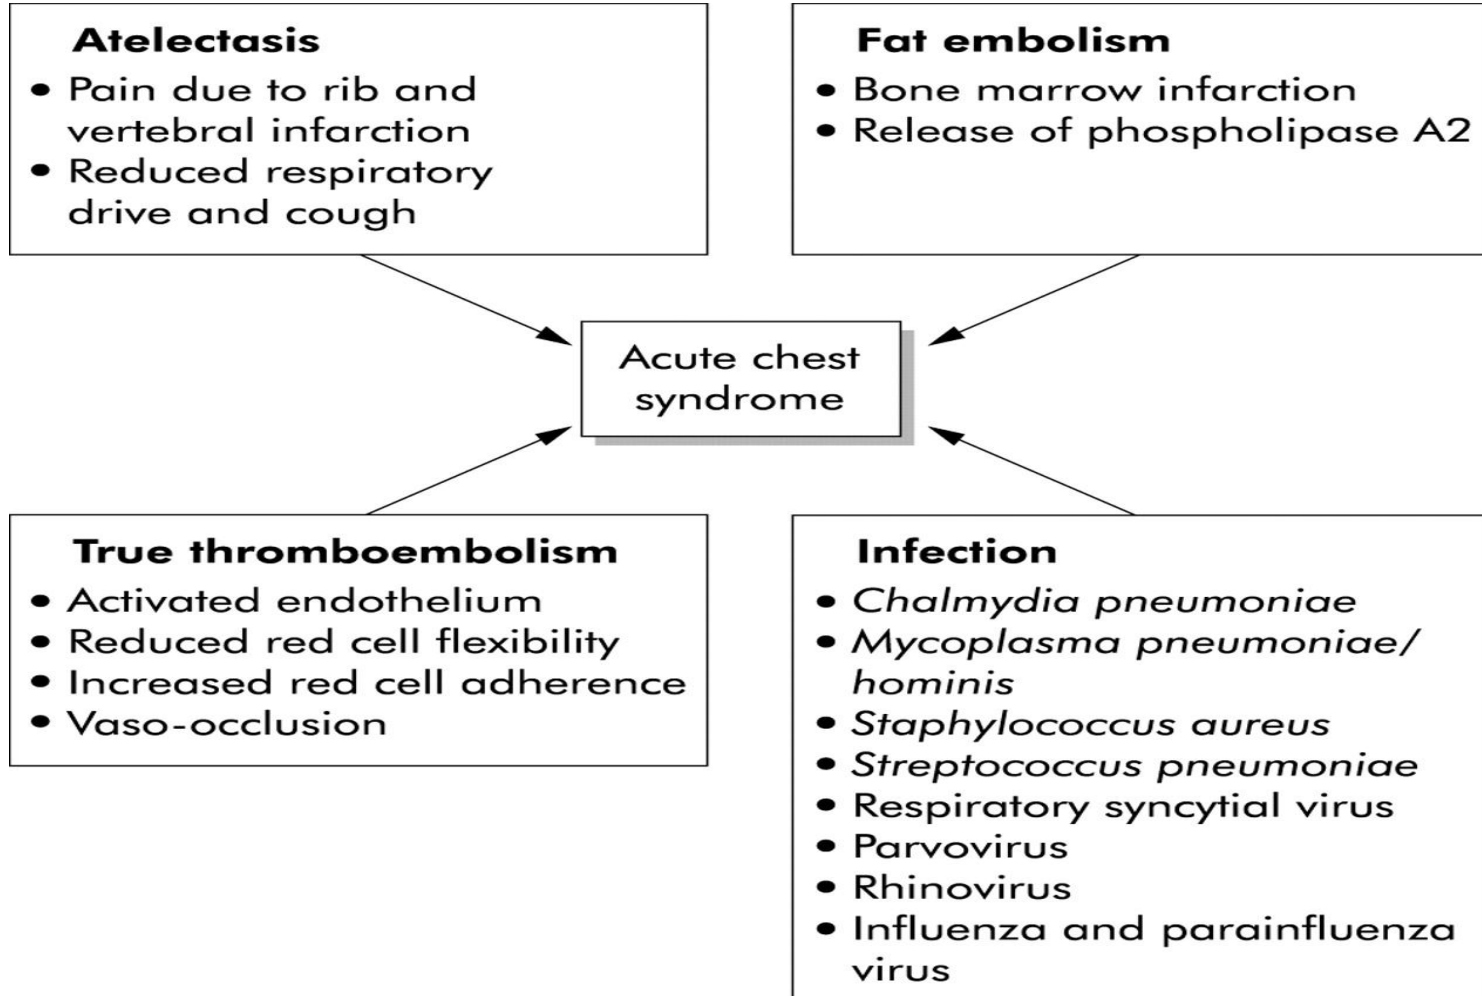 Atelectasis
• Pain due to rib and
vertebral infarction
• Reduced respiratory
drive and cough
Fat embolism
• Bone marrow infarction
• Release of phospholipase A2
Acute chest
syndrome
True thromboembolism
• Activated endothelium
• Reduced red cell flexibility
• Increased red cell adherence
• Vaso-occlusion
Infection
• Chalmydia pneumoniae
• Mycoplasma pneumoniae/
hominis
• Staphylococcus aureus
• Streptococcus pneumoniae
• Respiratory syncytial virus
• Parvovirus
• Rhinovirus
• Influenza and parainfluenza
virus